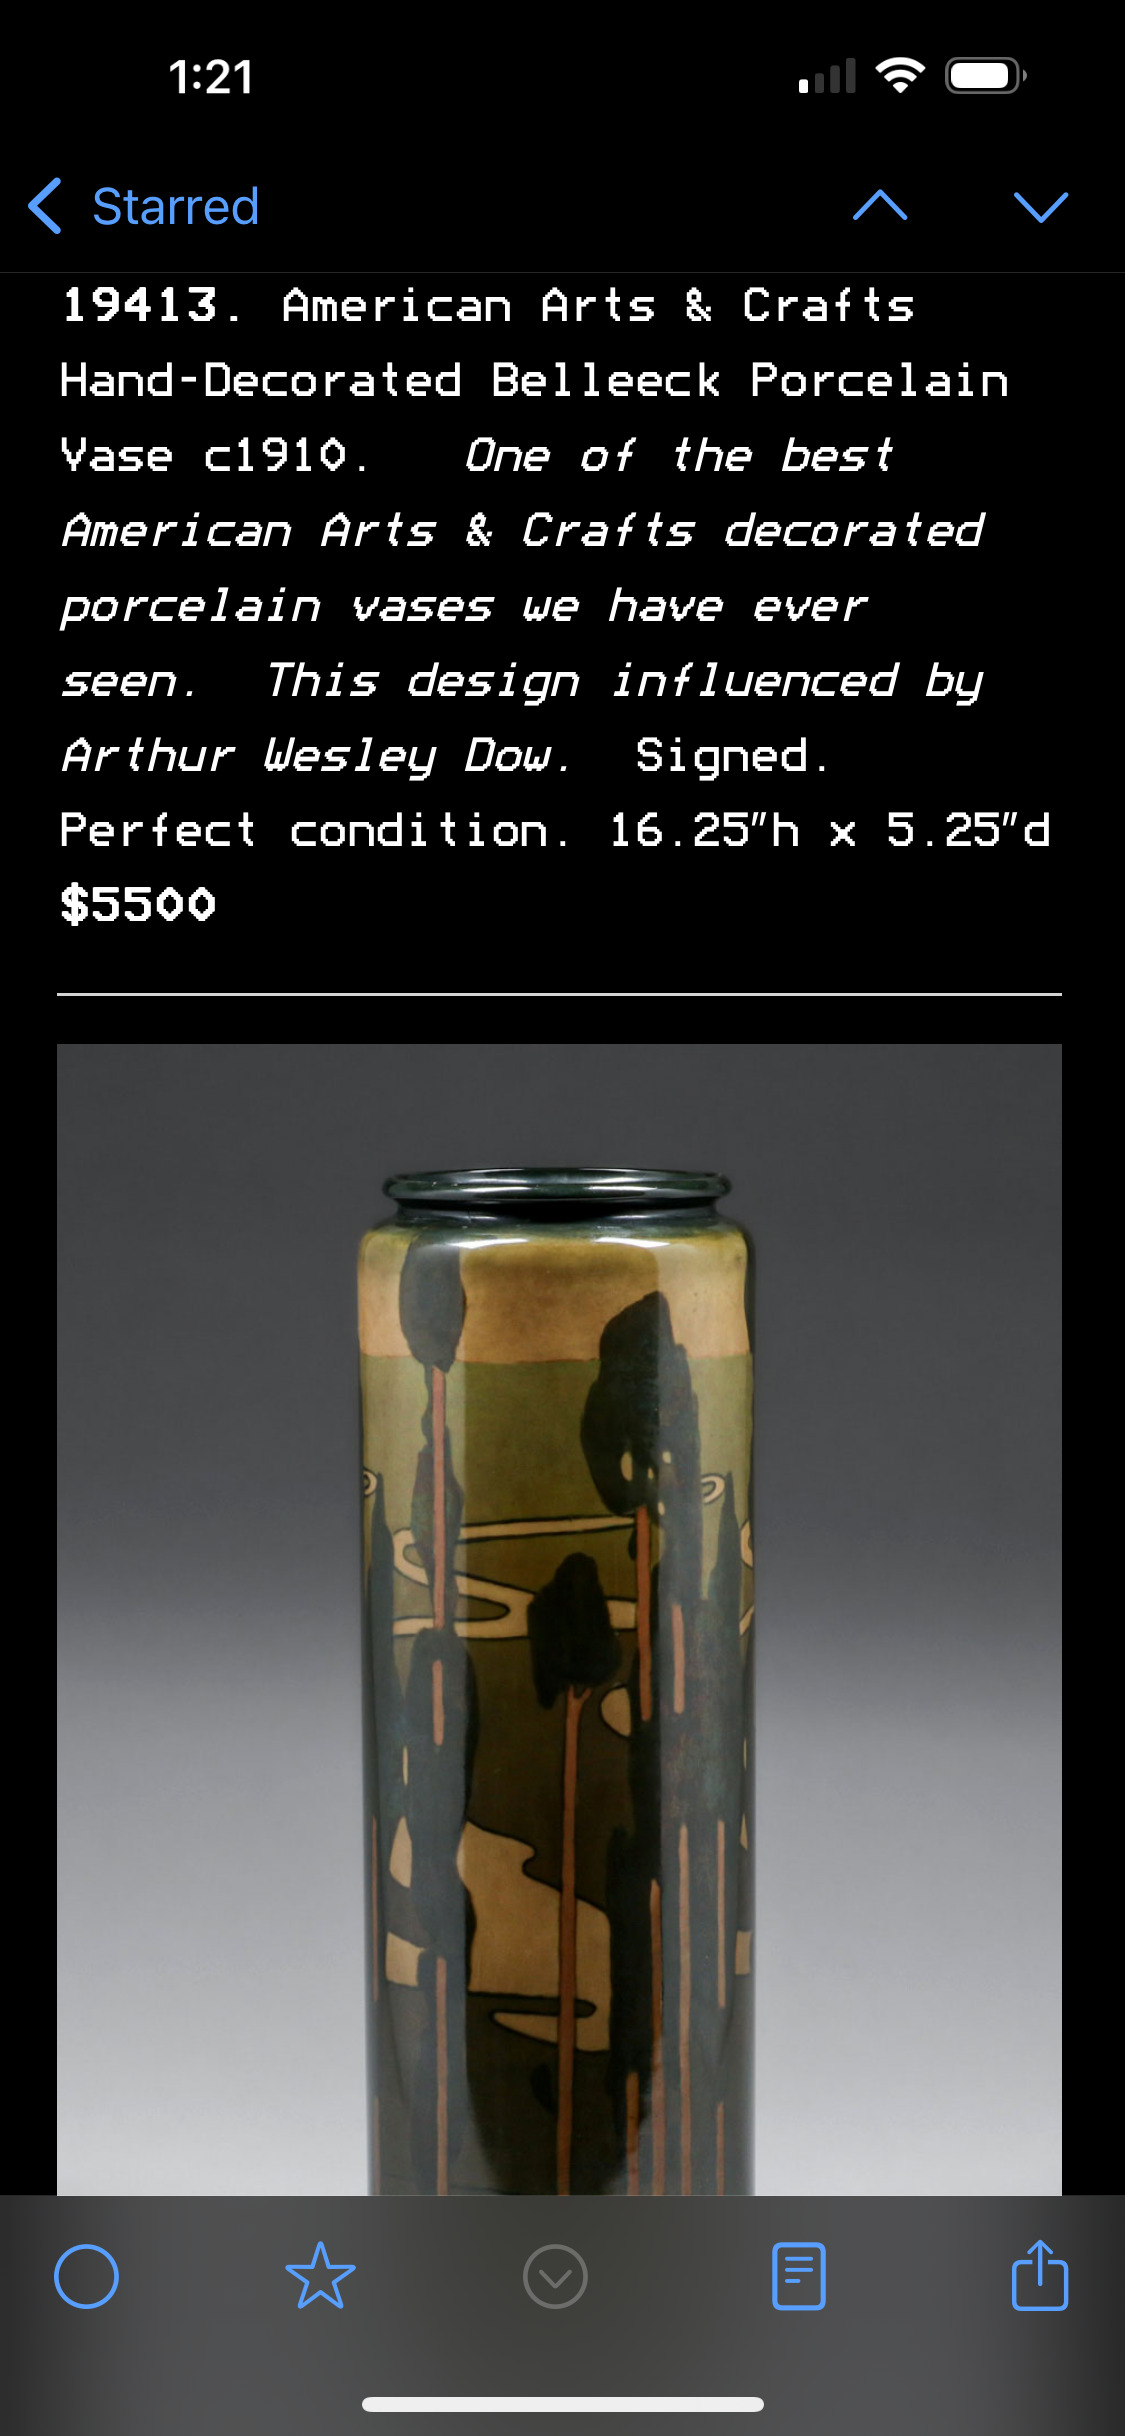 1:21
Starred
19413. American Arts & Crafts
Hand-Decorated Belleeck Porcelain
Vase c1910. One of the best
American Arts & Crafts decorated
porcelain vases we have ever
seen. This design influenced by
Arthur Wesley Dow. Signed.
Perfect condition. 16.25"h x 5.25"d
$5500